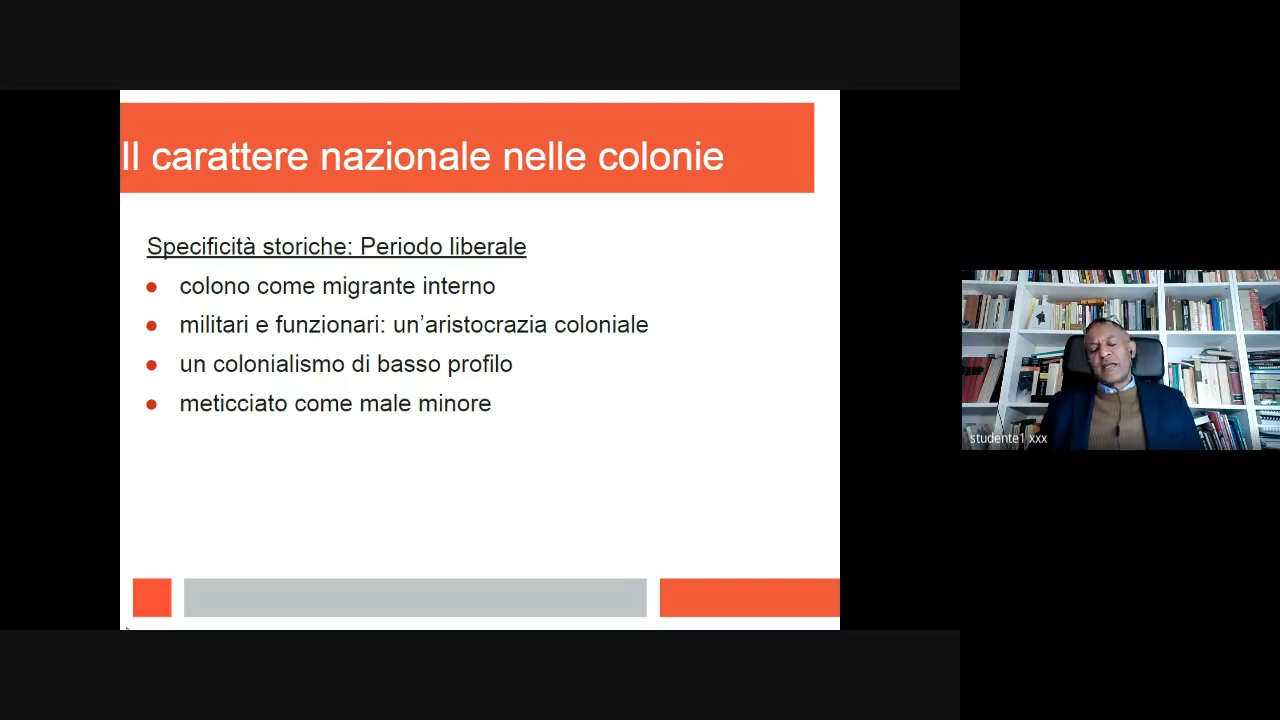 Il carattere nazionale nelle colonie
Specificità storiche: Periodo liberale
colono come migrante interno
militari e funzionari: un’aristocrazia coloniale
un colonialismo di basso profilo
meticciato come male minore
studente1 xxx